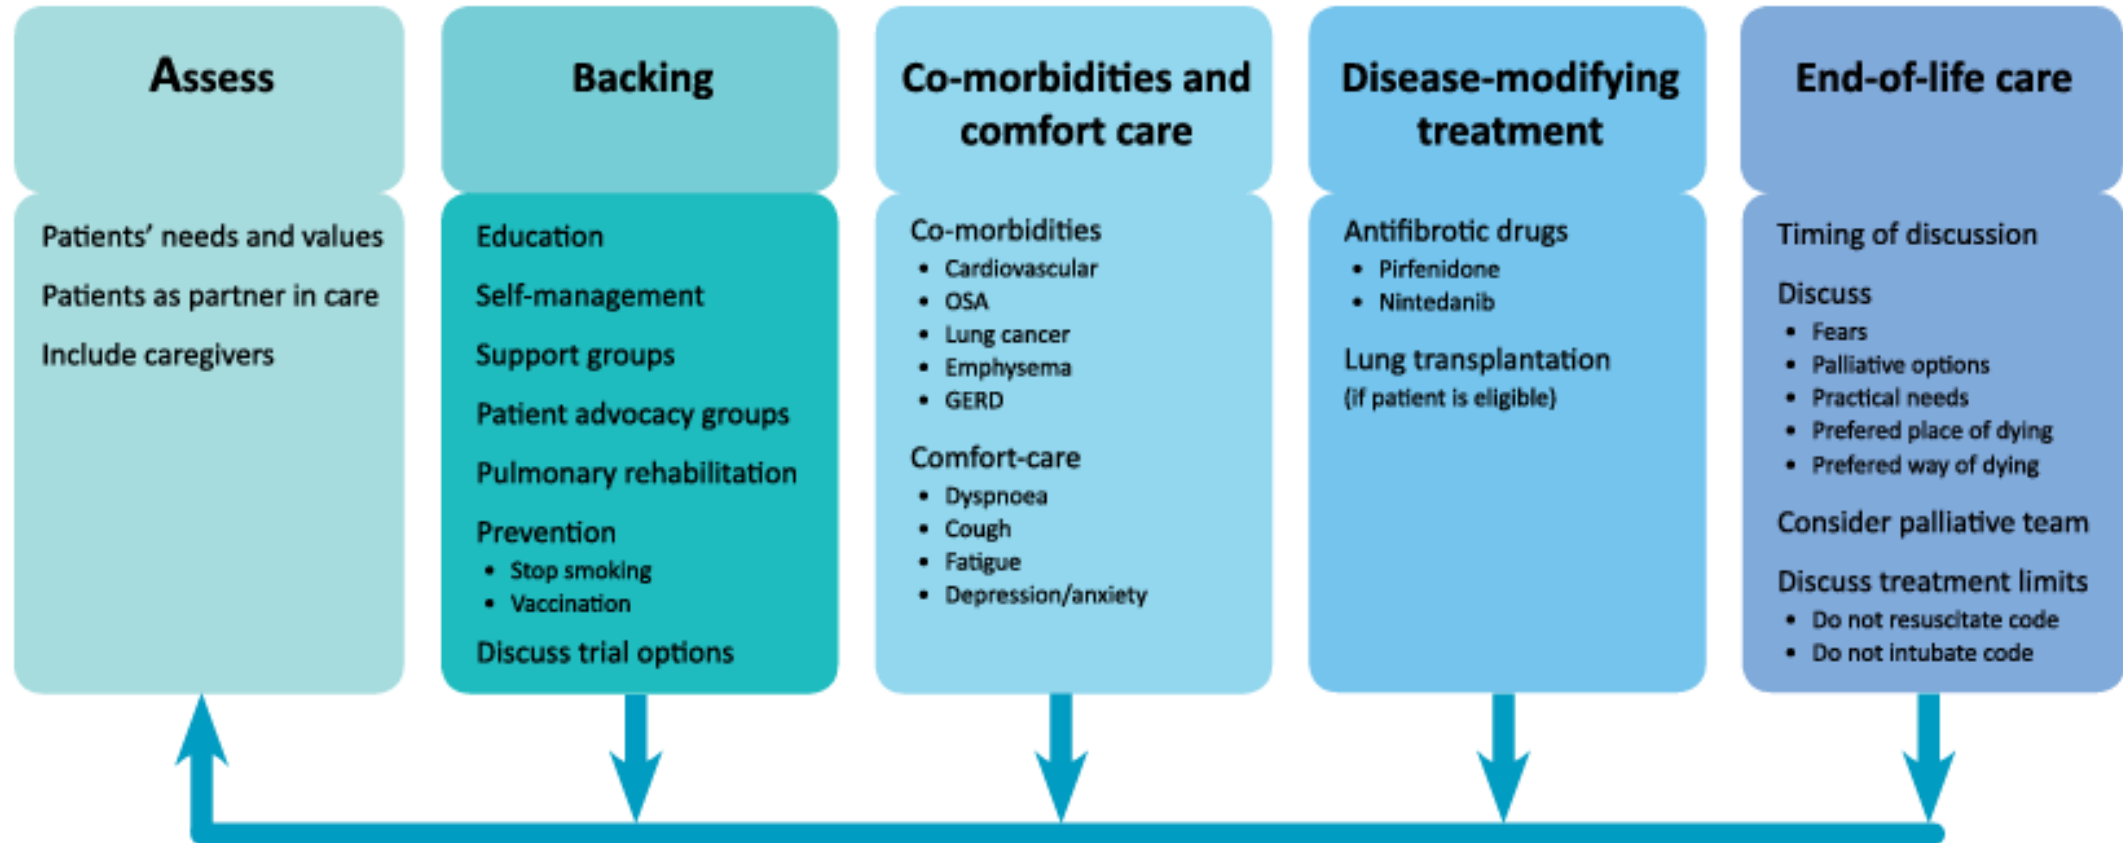 Assess
Patients’ needs and values
Patients as partner in care
Include caregivers
Backing
Education
Self-management
Support groups
Patient advocacy groups
Pulmonary rehabilitation
Prevention
• Stop smoking
• Vaccination
Discuss trial options
Co-morbidities and
comfort care
Co-morbidities
• Cardiovascular
• OSA
• Lung cancer
• Emphysema
• GERD
Comfort-care
• Dyspnoea
• Cough
• Fatigue
• Depression/anxiety
Disease-modifying
treatment
Antifibrotic drugs
• Pirfenidone
• Nintedanib
Lung transplantation
(if patient is eligible)
End-of-life care
Timing of discussion
Discuss
• Fears
• Palliative options
• Practical needs
• Prefered place of dying
• Prefered way of dying
Consider palliative team
Discuss treatment limits
• Do not resuscitate code
• Do not intubate code